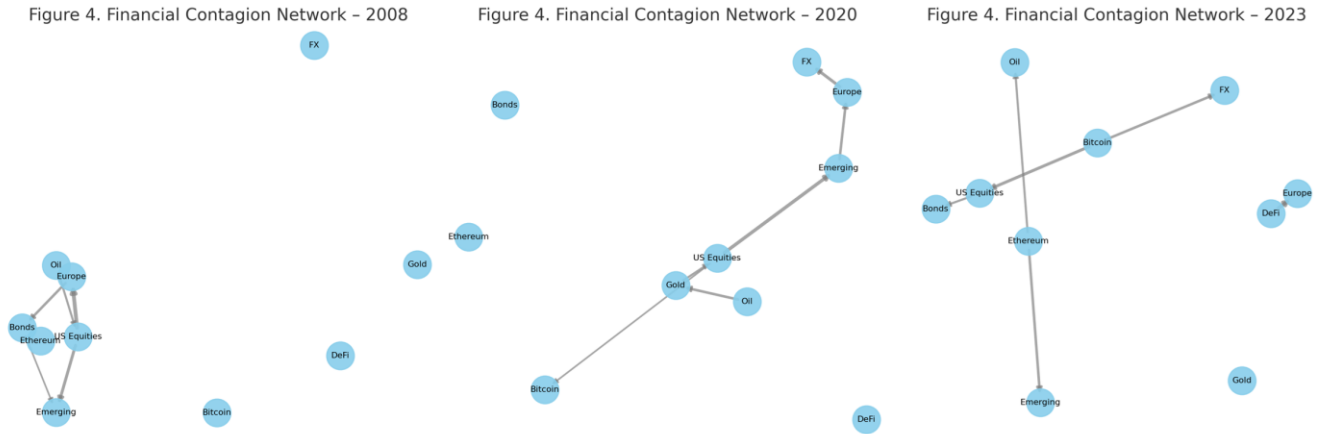 Figure 4. Financial Contagion Network – 2008
FX
Bonds
Ethereum
Gold
Oil
Europe
Bonds
Ethereum
US Equities
DeFi
Emerging
Bitcoin
Figure 4. Financial Contagion Network – 2020
FX
Europe
Emerging
US Equities
Gold
Oil
Bitcoin
DeFi
Figure 4. Financial Contagion Network – 2023
Oil
FX
Bitcoin
US Equities
Bonds
Europe
DeFi
Ethereum
Gold
Emerging